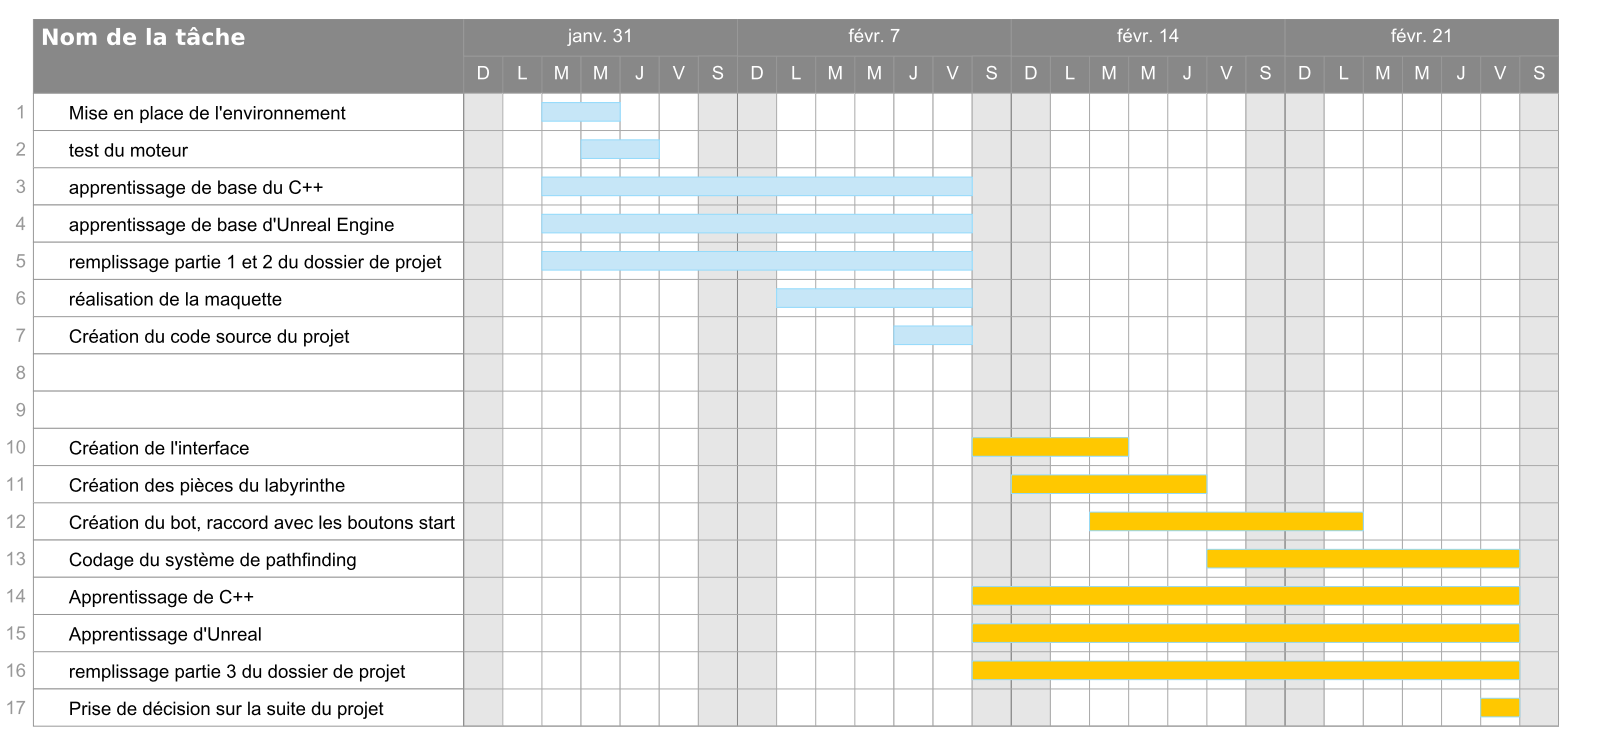 Nom de la tâche
janv. 31 févr. 7 févr. 14 févr. 21
D L M M J V S D L M M J V S D L M M J V S D L M M J V S
1 Mise en place de l'environnement
2 test du moteur
3 apprentissage de base du C++
4 apprentissage de base d'Unreal Engine
5 remplissage partie 1 et 2 du dossier de projet
6 réalisation de la maquette
7 Création du code source du projet
8
9
10 Création de l'interface
11 Création des pièces du labyrinthe
12 Création du bot, raccord avec les boutons start
13 Codage du système de pathfinding
14 Apprentissage de C++
15 Apprentissage d'Unreal
16 remplissage partie 3 du dossier de projet
17 Prise de décision sur la suite du projet